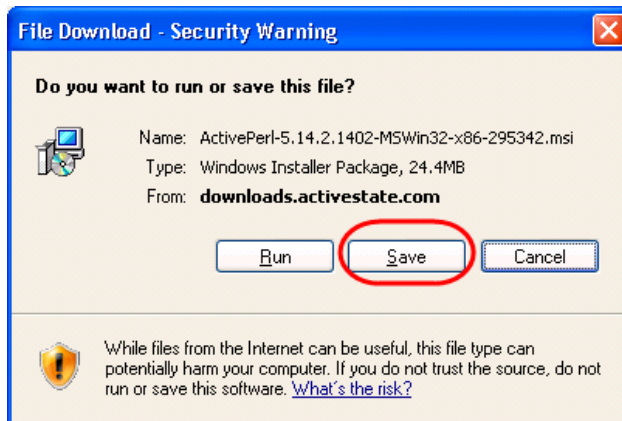 File Download - Security Warning
Do you want to run or save this file?
Name: ActivePerl-5.14.2.1402-MSWin32-x86-295342.msi
Type: Windows Installer Package, 24.4MB
From: downloads.activestate.com
Run Save Cancel
While files from the Internet can be useful, this file type can
potentially harm your computer. If you do not trust the source, do not
run or save this software. What's the risk?